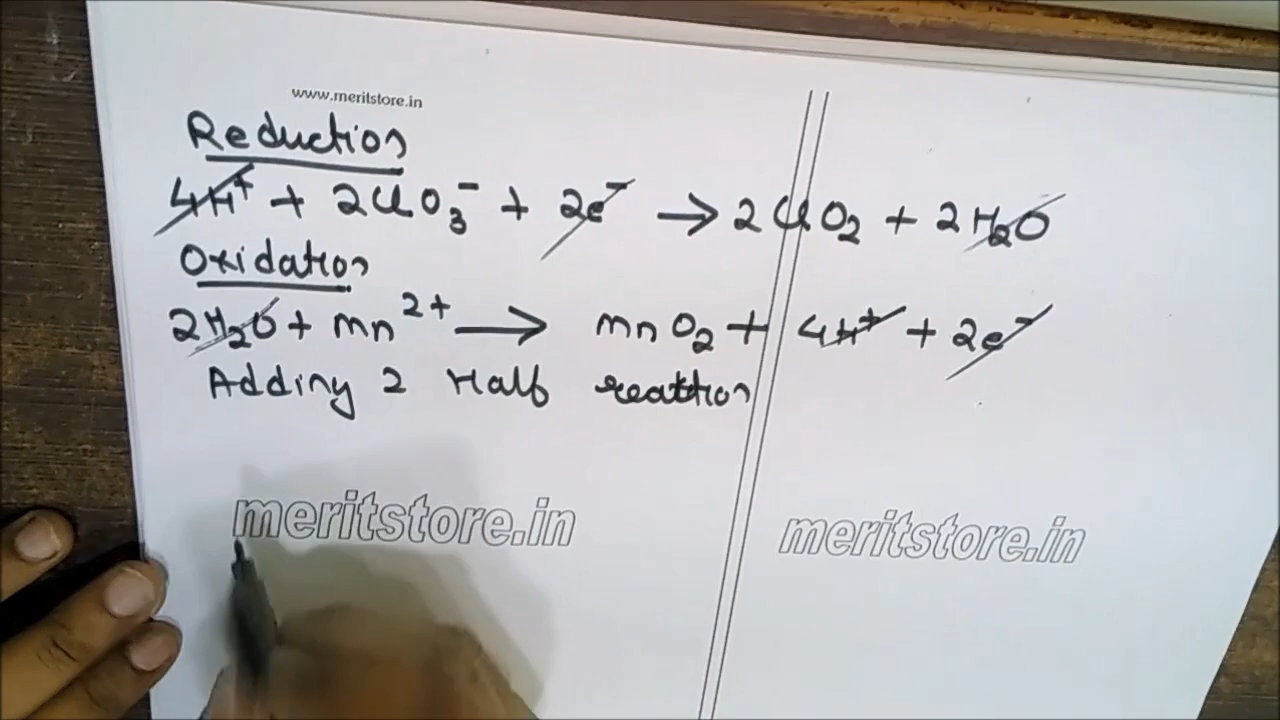 www.meritstore.in
Reduction
4H⁺ + 2ClO₃⁻ + 2e⁻ → 2ClO₂ + 2H₂O
Oxidation
2H₂O + mn²⁺ → mnO₂ + 4H⁺ + 2e⁻
Adding 2 Half reaction
meritstore.in meritstore.in